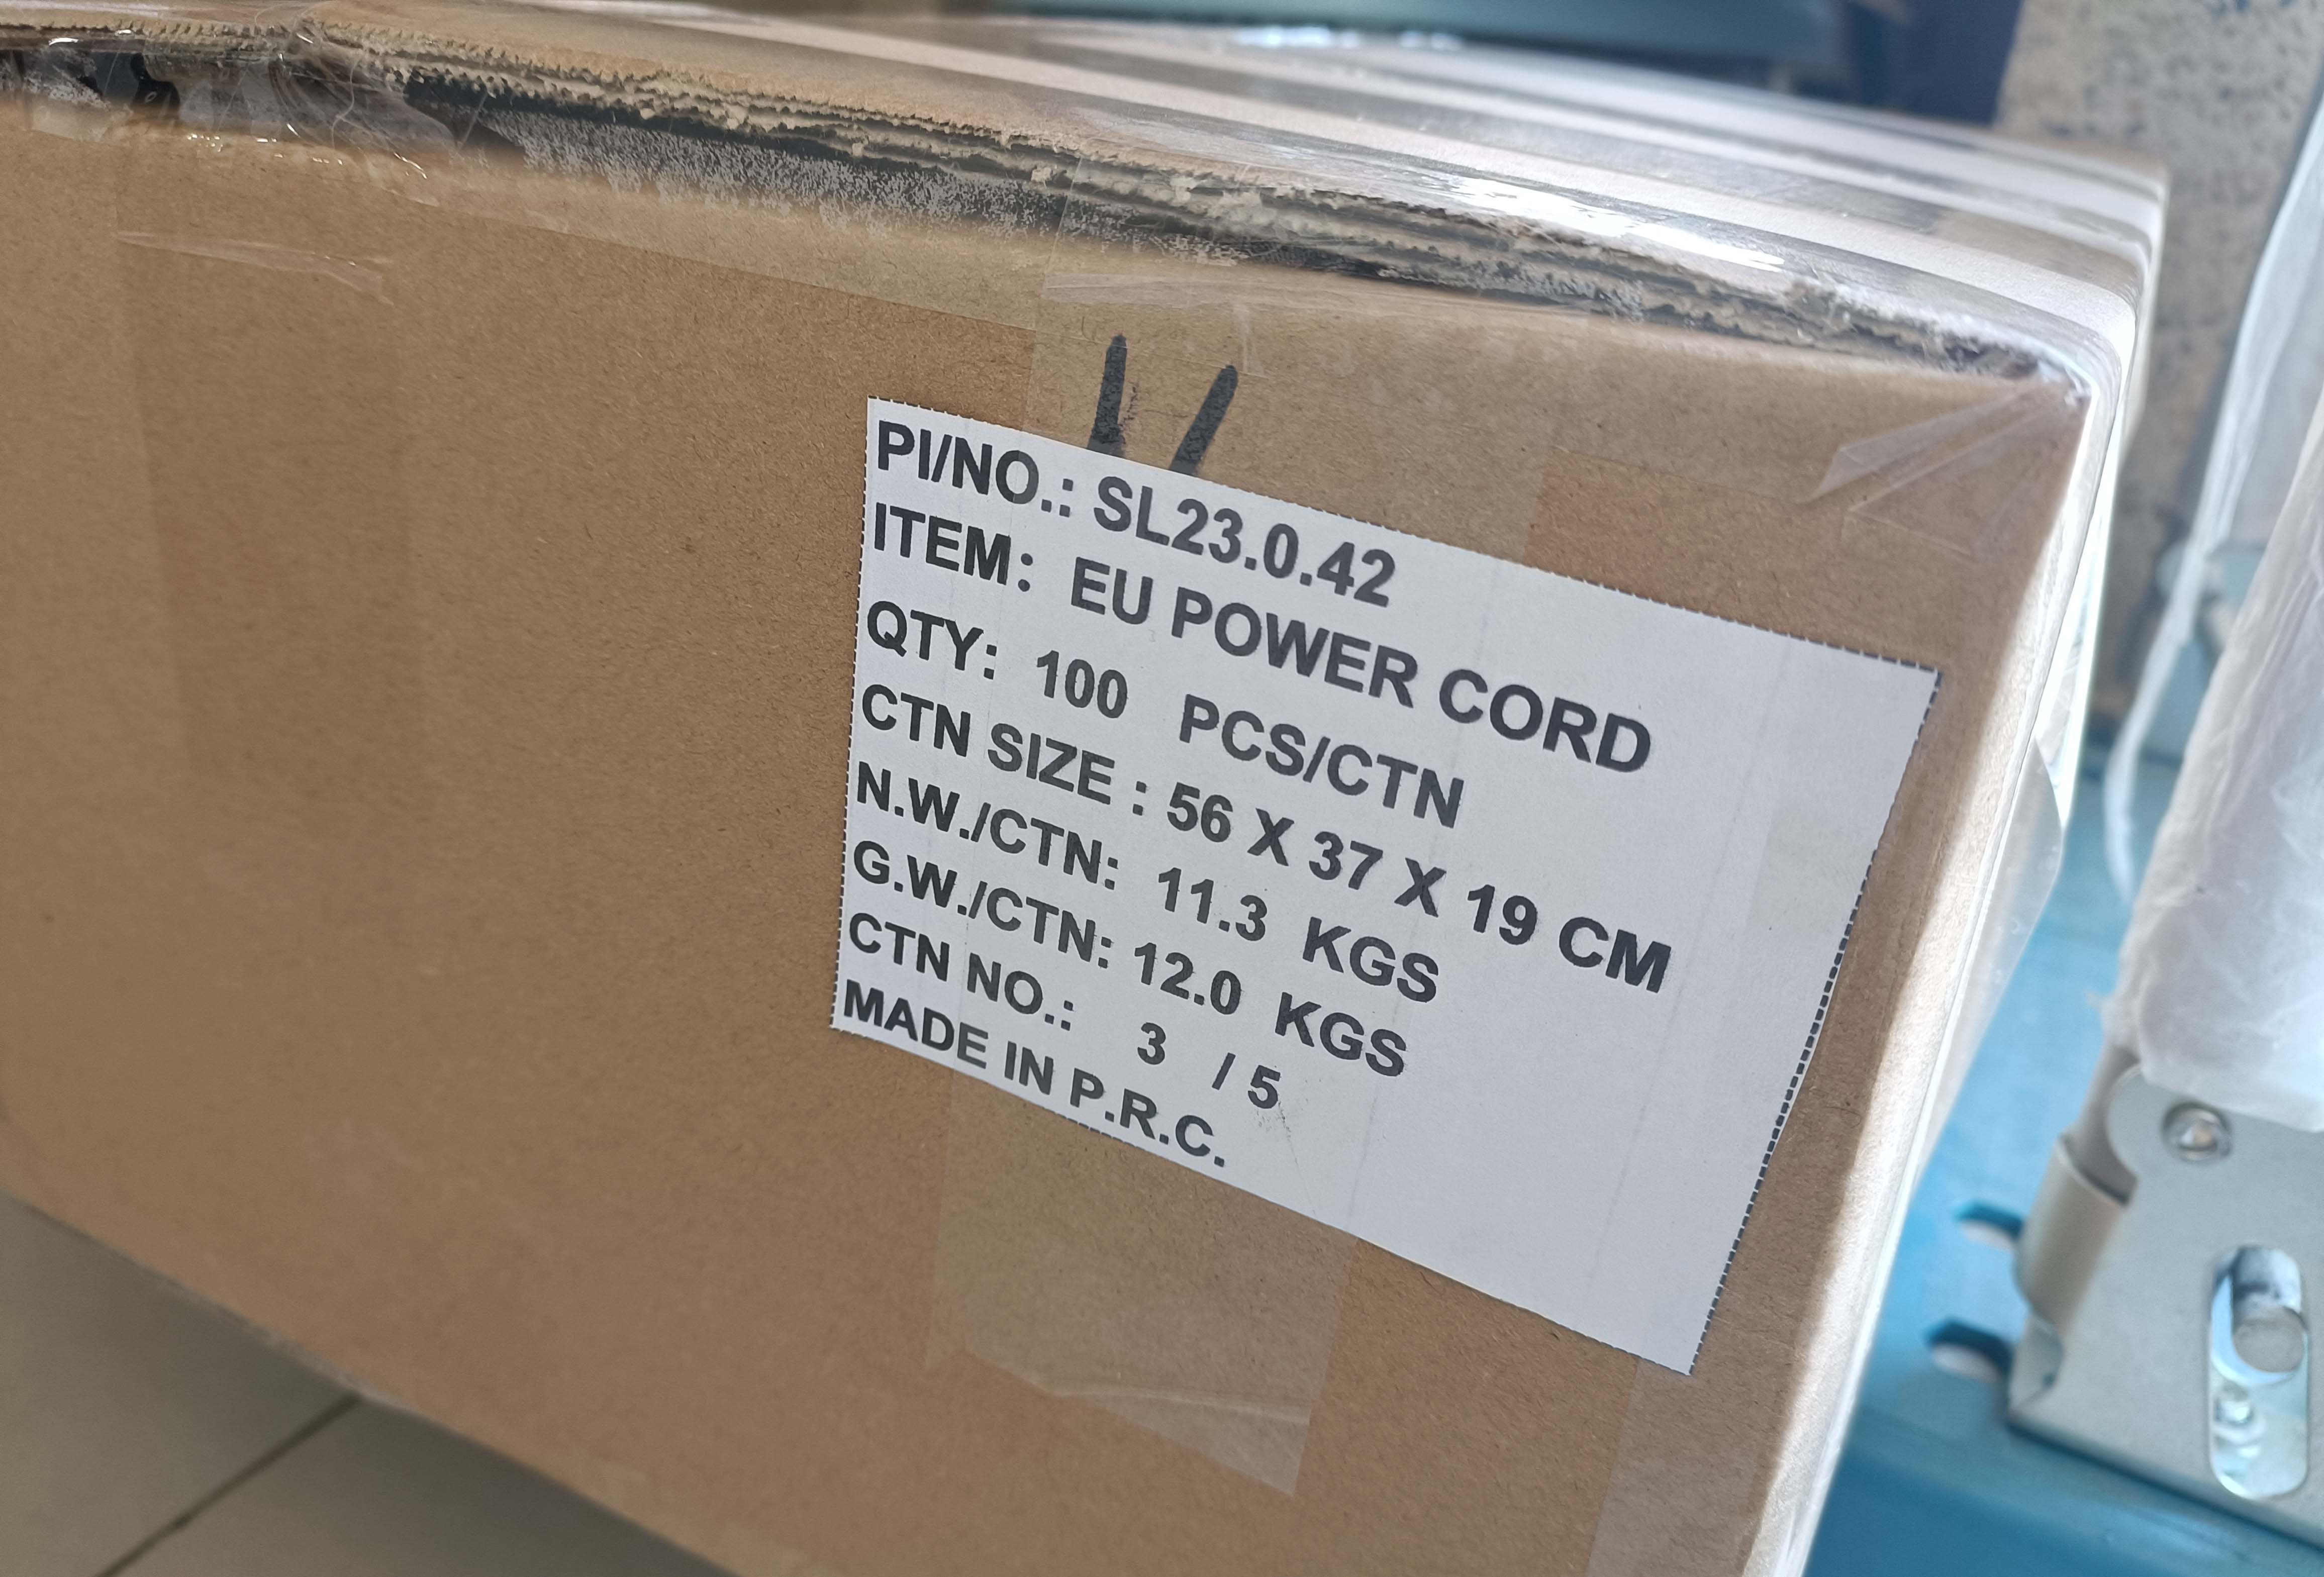 PI/NO.: SL23.0.42
ITEM: EU POWER CORD
QTY: 100 PCS/CTN
CTN SIZE : 56 X 37 X 19 CM
N.W./CTN: 11.3 KGS
G.W./CTN: 12.0 KGS
CTN NO.: 3 / 5
MADE IN P.R.C.